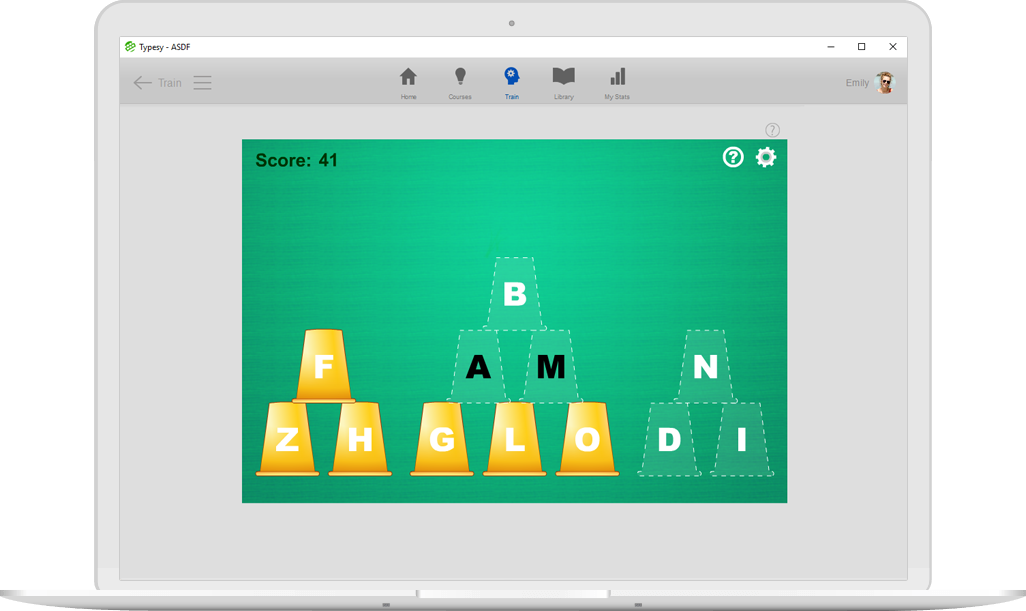 Typesy - ASDF
Train
Home
Courses
Train
Library
My Stats
Emily
?
Score: 41
?
B
F
A
M
N
Z
H
G
L
O
D
I